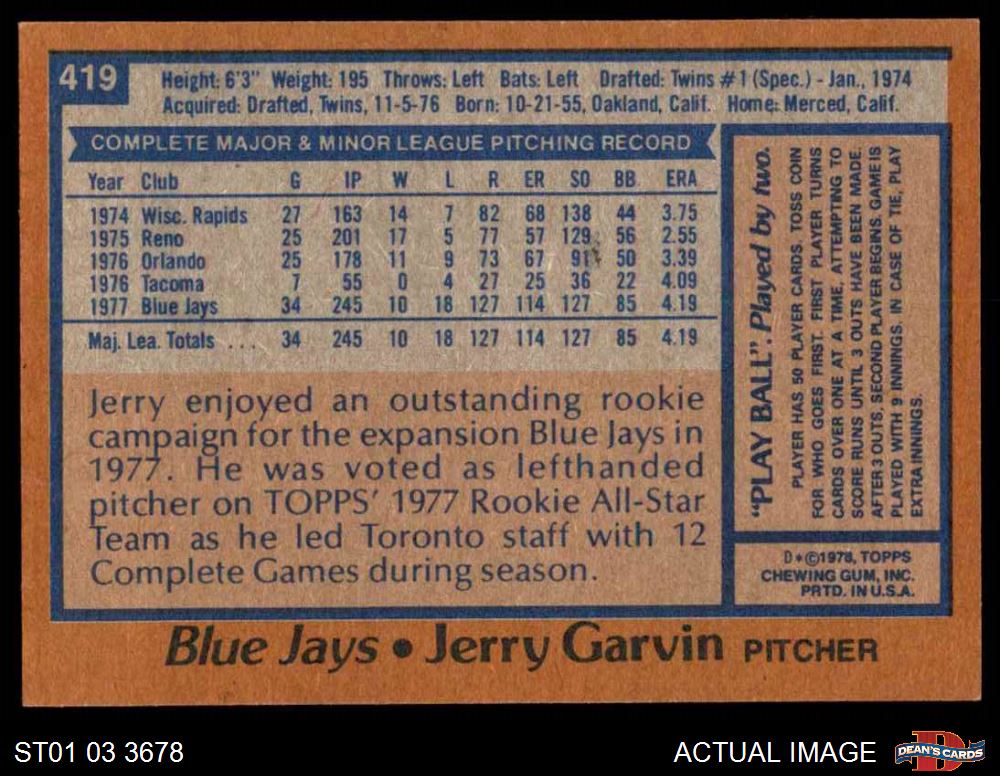 419
Height: 6'3" Weight: 195 Throws: Left Bats: Left Drafted: Twins #1 (Spec.) - Jan., 1974
Acquired: Drafted, Twins, 11-5-76 Born: 10-21-55, Oakland, Calif. Home: Merced, Calif.
COMPLETE MAJOR & MINOR LEAGUE PITCHING RECORD
Year Club G IP W L R ER SO BB ERA
1974 Wisc. Rapids 27 163 14 7 82 68 138 44 3.75
1975 Reno 25 201 17 5 77 57 129 56 2.55
1976 Orlando 25 178 11 9 73 67 91 50 3.39
1976 Tacoma 7 55 0 4 27 25 36 22 4.09
1977 Blue Jays 34 245 10 18 127 114 127 85 4.19
Maj. Lea. Totals ... 34 245 10 18 127 114 127 85 4.19
Jerry enjoyed an outstanding rookie
campaign for the expansion Blue Jays in
1977. He was voted as lefthanded
pitcher on TOPPS' 1977 Rookie All-Star
Team as he led Toronto staff with 12
Complete Games during season.
"PLAY BALL". Played by two.
PLAYER HAS 50 PLAYER CARDS. TOSS COIN
FOR WHO GOES FIRST. FIRST PLAYER TURNS
CARDS OVER ONE AT A TIME, ATTEMPTING TO
SCORE RUNS UNTIL 3 OUTS HAVE BEEN MADE.
AFTER 3 OUTS, SECOND PLAYER BEGINS. GAME IS
PLAYED WITH 9 INNINGS. IN CASE OF TIE, PLAY
EXTRA INNINGS.
D*©1978, TOPPS
CHEWING GUM, INC.
PRTD. IN U.S.A.
Blue Jays • Jerry Garvin PITCHER
ST01 03 3678
ACTUAL IMAGE
D
DEAN'S CARDS